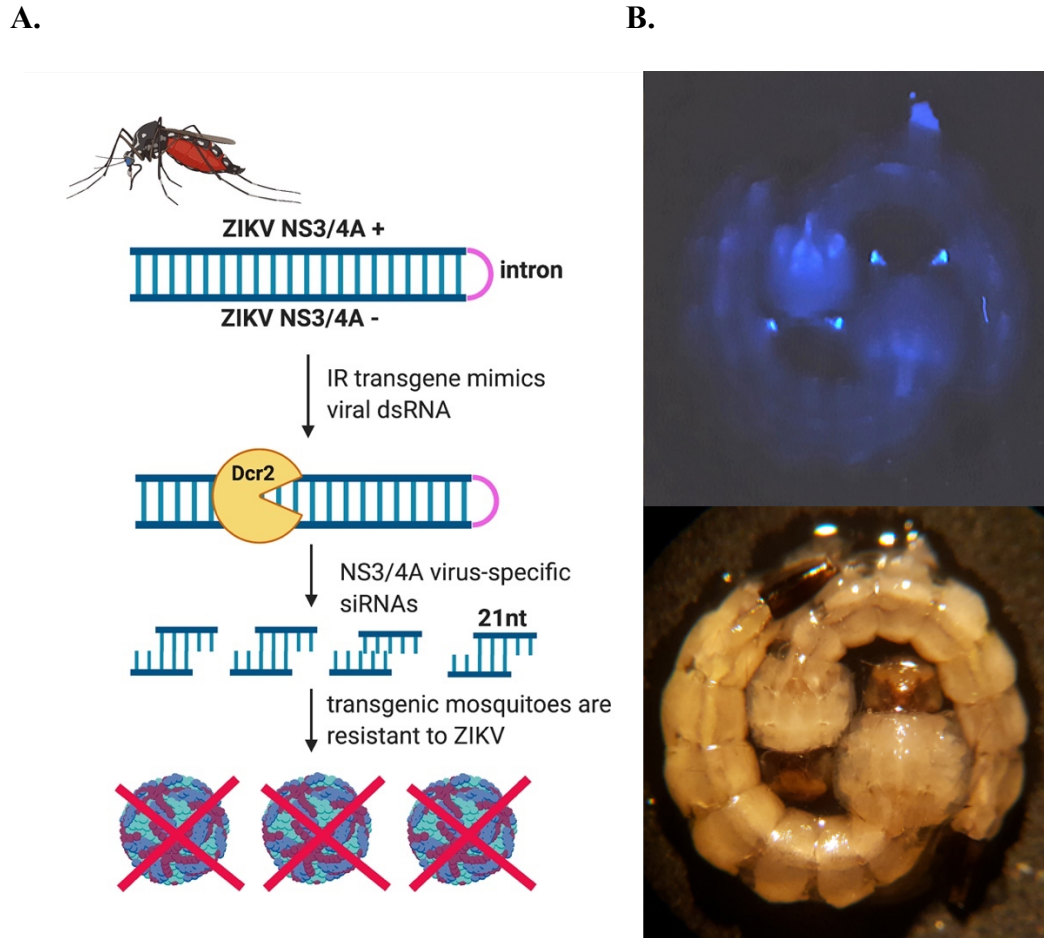 A.
B.
ZIKV NS3/4A +
intron
ZIKV NS3/4A -
IR transgene mimics
viral dsRNA
Dcr2
NS3/4A virus-specific
siRNAs
21nt
transgenic mosquitoes are
resistant to ZIKV